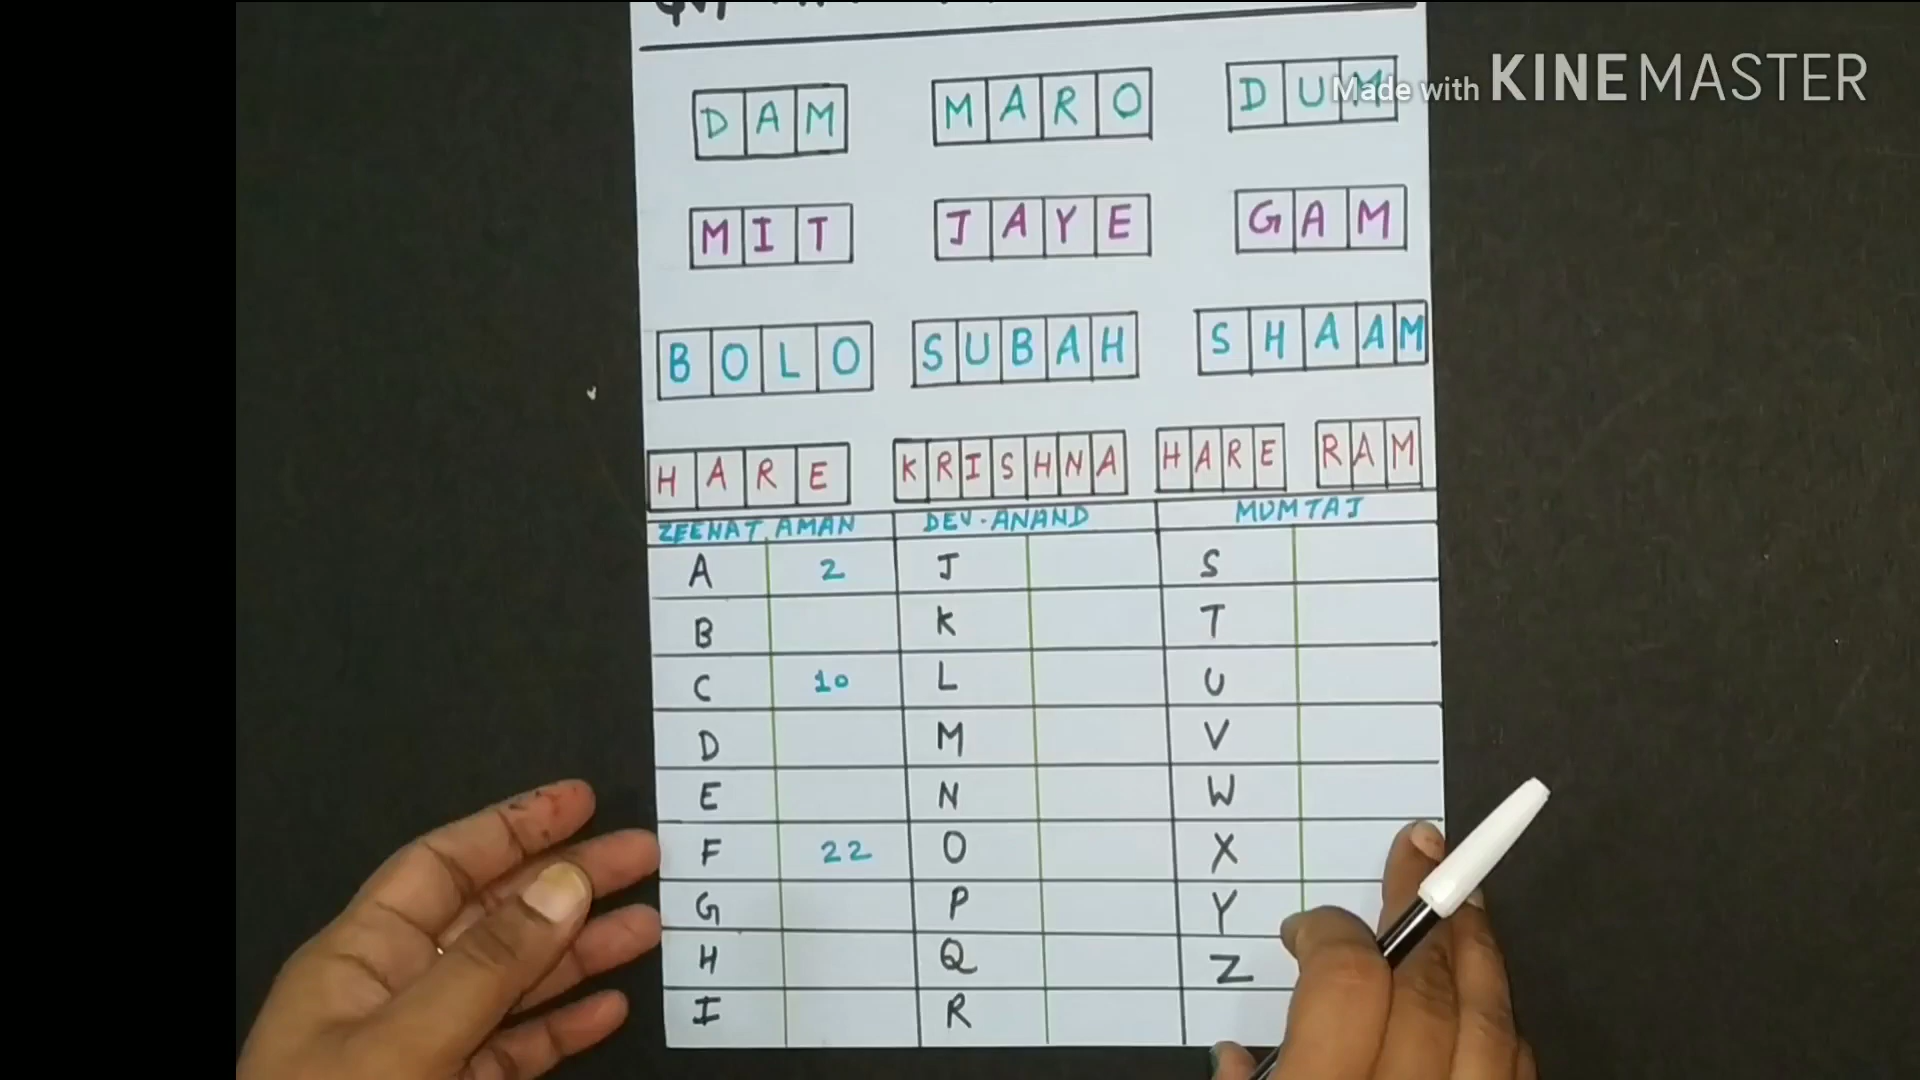 Made with KINEMASTER
DAM MARO DUM
MIT JAYE GAM
BOLO SUBAH SHAAM
HARE KRISHNA HARE RAM
ZEENAT AMAN DEV.ANAND MUMTAJ
A 2 J S
B K T
C 10 L U
D M V
E N W
F 22 O X
G P Y
H Q Z
I R